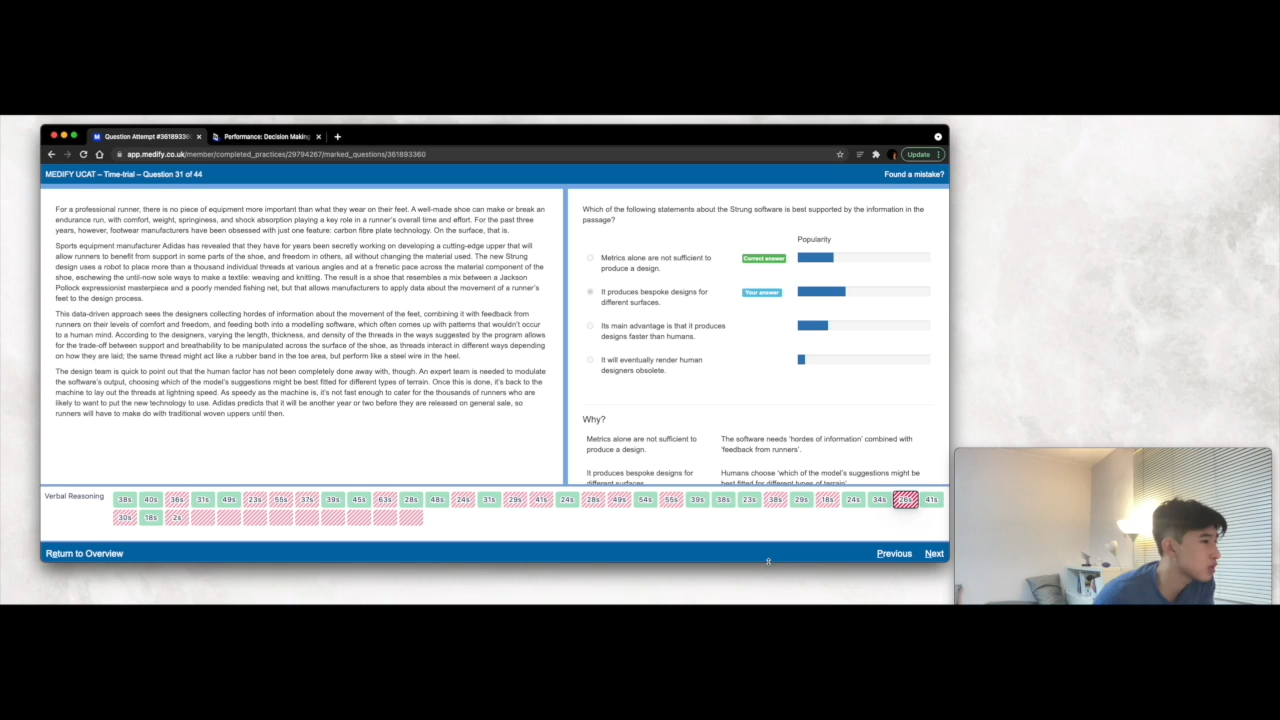 Question Attempt #36189336
Performance: Decision Making
app.medify.co.uk/member/completed_practices/29794267/marked_questions/361893360
Update
MEDIFY UCAT – Time-trial – Question 31 of 44
Found a mistake?
For a professional runner, there is no piece of equipment more important than what they wear on their feet. A well-made shoe can make or break an
endurance run, with comfort, weight, springiness, and shock absorption playing a key role in a runner's overall time and effort. For the past three
years, however, footwear manufacturers have been obsessed with just one feature: carbon fibre plate technology. On the surface, that is.
Sports equipment manufacturer Adidas has revealed that they have for years been secretly working on developing a cutting-edge upper that will
allow runners to benefit from support in some parts of the shoe, and freedom in others, all without changing the material used. The new Strung
design uses a robot to place more than a thousand individual threads at various angles and at a frenetic pace across the material component of the
shoe, eschewing the until-now sole ways to make a textile: weaving and knitting. The result is a shoe that resembles a mix between a Jackson
Pollock expressionist masterpiece and a poorly mended fishing net, but that allows manufacturers to apply data about the movement of a runner's
feet to the design process.
This data-driven approach sees the designers collecting hordes of information about the movement of the feet, combining it with feedback from
runners on their levels of comfort and freedom, and feeding both into a modelling software, which often comes up with patterns that wouldn't occur
to a human mind. According to the designers, varying the length, thickness, and density of the threads in the ways suggested by the program allows
for the trade-off between support and breathability to be manipulated across the surface of the shoe, as threads interact in different ways depending
on how they are laid; the same thread might act like a rubber band in the toe area, but perform like a steel wire in the heel.
The design team is quick to point out that the human factor has not been completely done away with, though. An expert team is needed to modulate
the software's output, choosing which of the model's suggestions might be best fitted for different types of terrain. Once this is done, it's back to the
machine to lay out the threads at lightning speed. As speedy as the machine is, it's not fast enough to cater for the thousands of runners who are
likely to want to put the new technology to use. Adidas predicts that it will be another year or two before they are released on general sale, so
runners will have to make do with traditional woven uppers until then.
Which of the following statements about the Strung software is best supported by the information in the
passage?
Popularity
Metrics alone are not sufficient to
produce a design.
Correct answer
It produces bespoke designs for
different surfaces.
Your answer
Its main advantage is that it produces
designs faster than humans.
It will eventually render human
designers obsolete.
Why?
Metrics alone are not sufficient to
produce a design.
The software needs 'hordes of information' combined with
'feedback from runners'.
It produces bespoke designs for
Humans choose 'which of the model's suggestions might be
best fitted for different types of terrain'.
Verbal Reasoning
38s 40s 36s 31s 49s 23s 55s 37s 39s 45s 63s 28s 48s 24s 31s 29s 41s 24s 28s 49s 54s 55s 39s 38s 23s 38s 29s 18s 24s 34s 26s 41s
30s 18s 2s
Return to Overview
Previous
Next